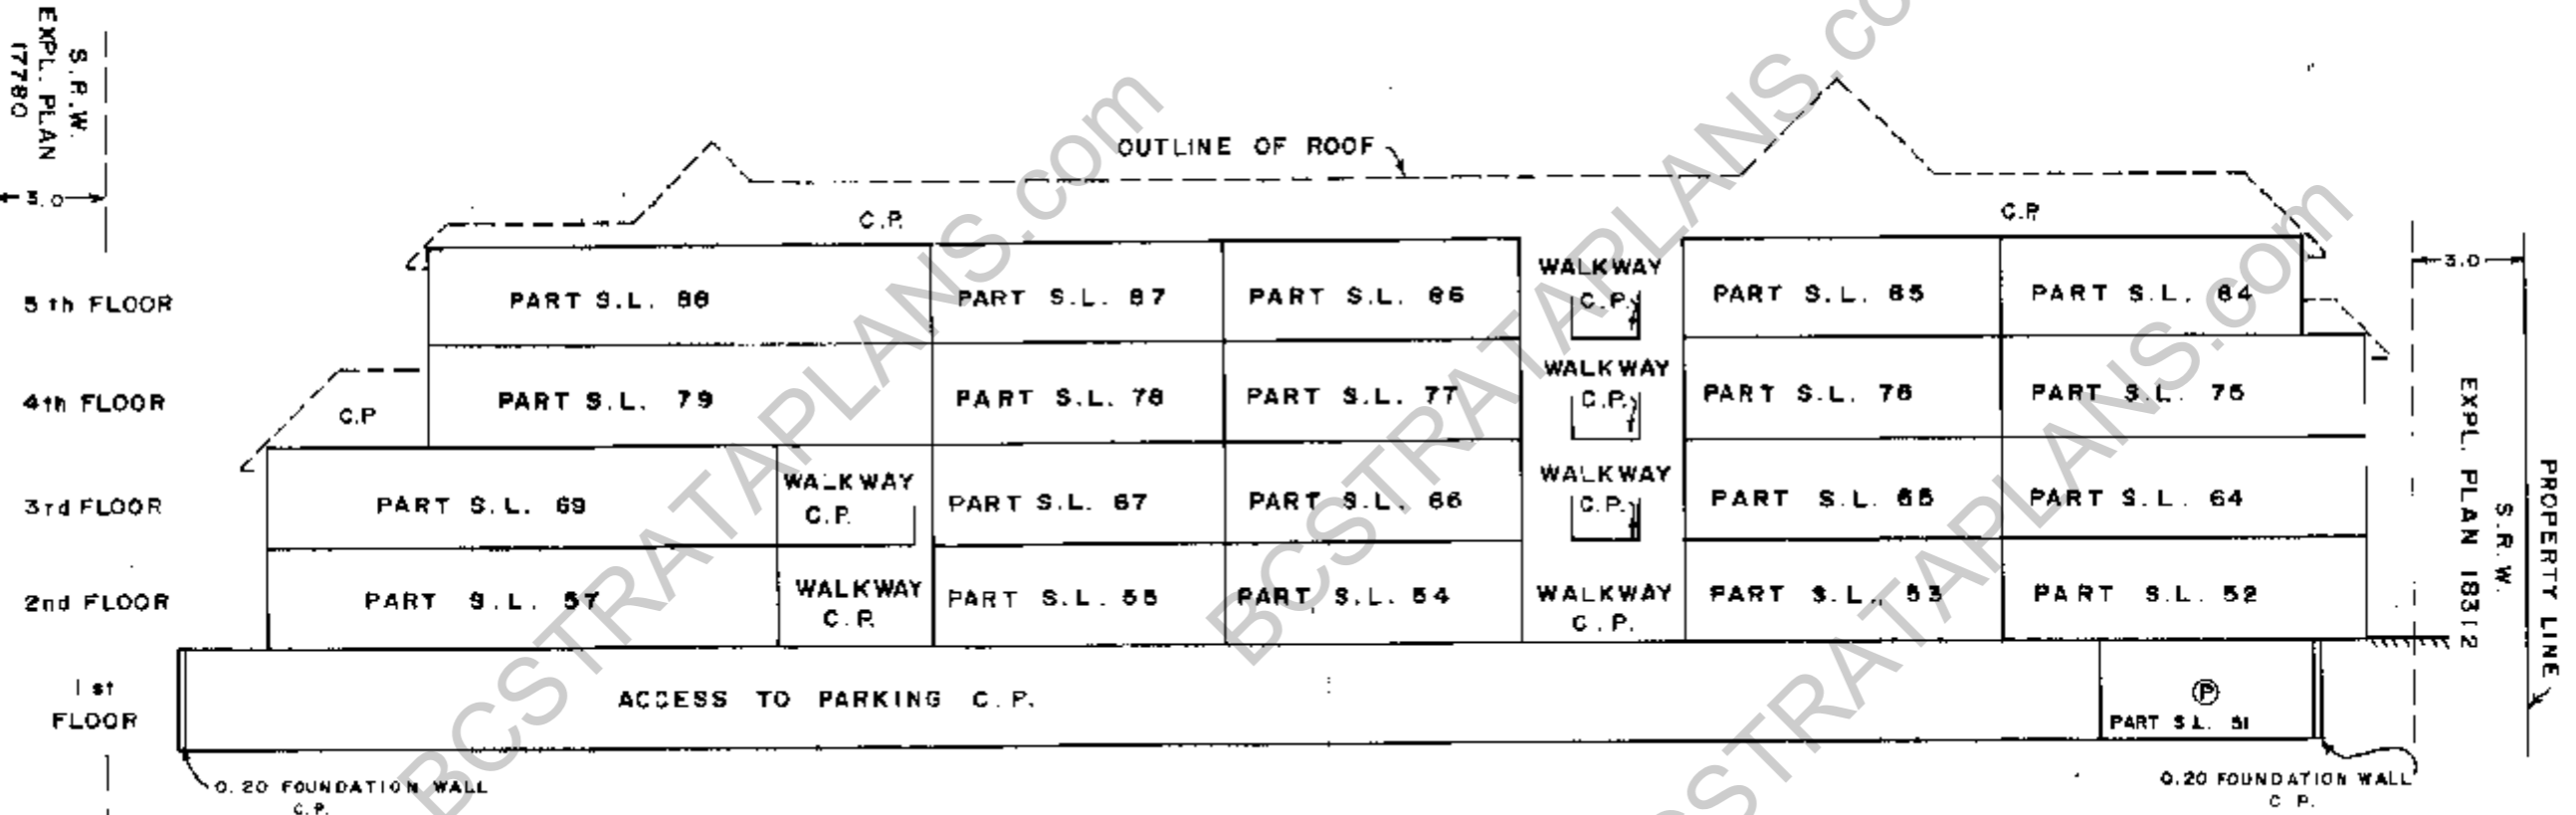 S.R.W.
EXPL. PLAN
17780
3.0
OUTLINE OF ROOF
C.P.
C.P.
5th FLOOR
PART S.L. 88
PART S.L. 87
PART S.L. 86
WALKWAY
C.P.
PART S.L. 85
PART S.L. 84
3.0
4th FLOOR
C.P
PART S.L. 79
PART S.L. 78
PART S.L. 77
WALKWAY
C.P.
PART S.L. 76
PART S.L. 75
3rd FLOOR
PART S.L. 69
WALKWAY
C.P.
PART S.L. 67
PART S.L. 66
WALKWAY
C.P.
PART S.L. 65
PART S.L. 64
2nd FLOOR
PART S.L. 57
WALKWAY
C.P.
PART S.L. 55
PART S.L. 54
WALKWAY
C.P.
PART S.L. 53
PART S.L. 52
EXPL. PLAN 18312
S.R.W.
PROPERTY LINE
1st
FLOOR
ACCESS TO PARKING C.P.
P
PART S.L. 51
0.20 FOUNDATION WALL
C.P.
0.20 FOUNDATION WALL
C P.
BCSTRATAPLANS.com
BCSTRATAPLANS.com
BCSTRATAPLANS.com